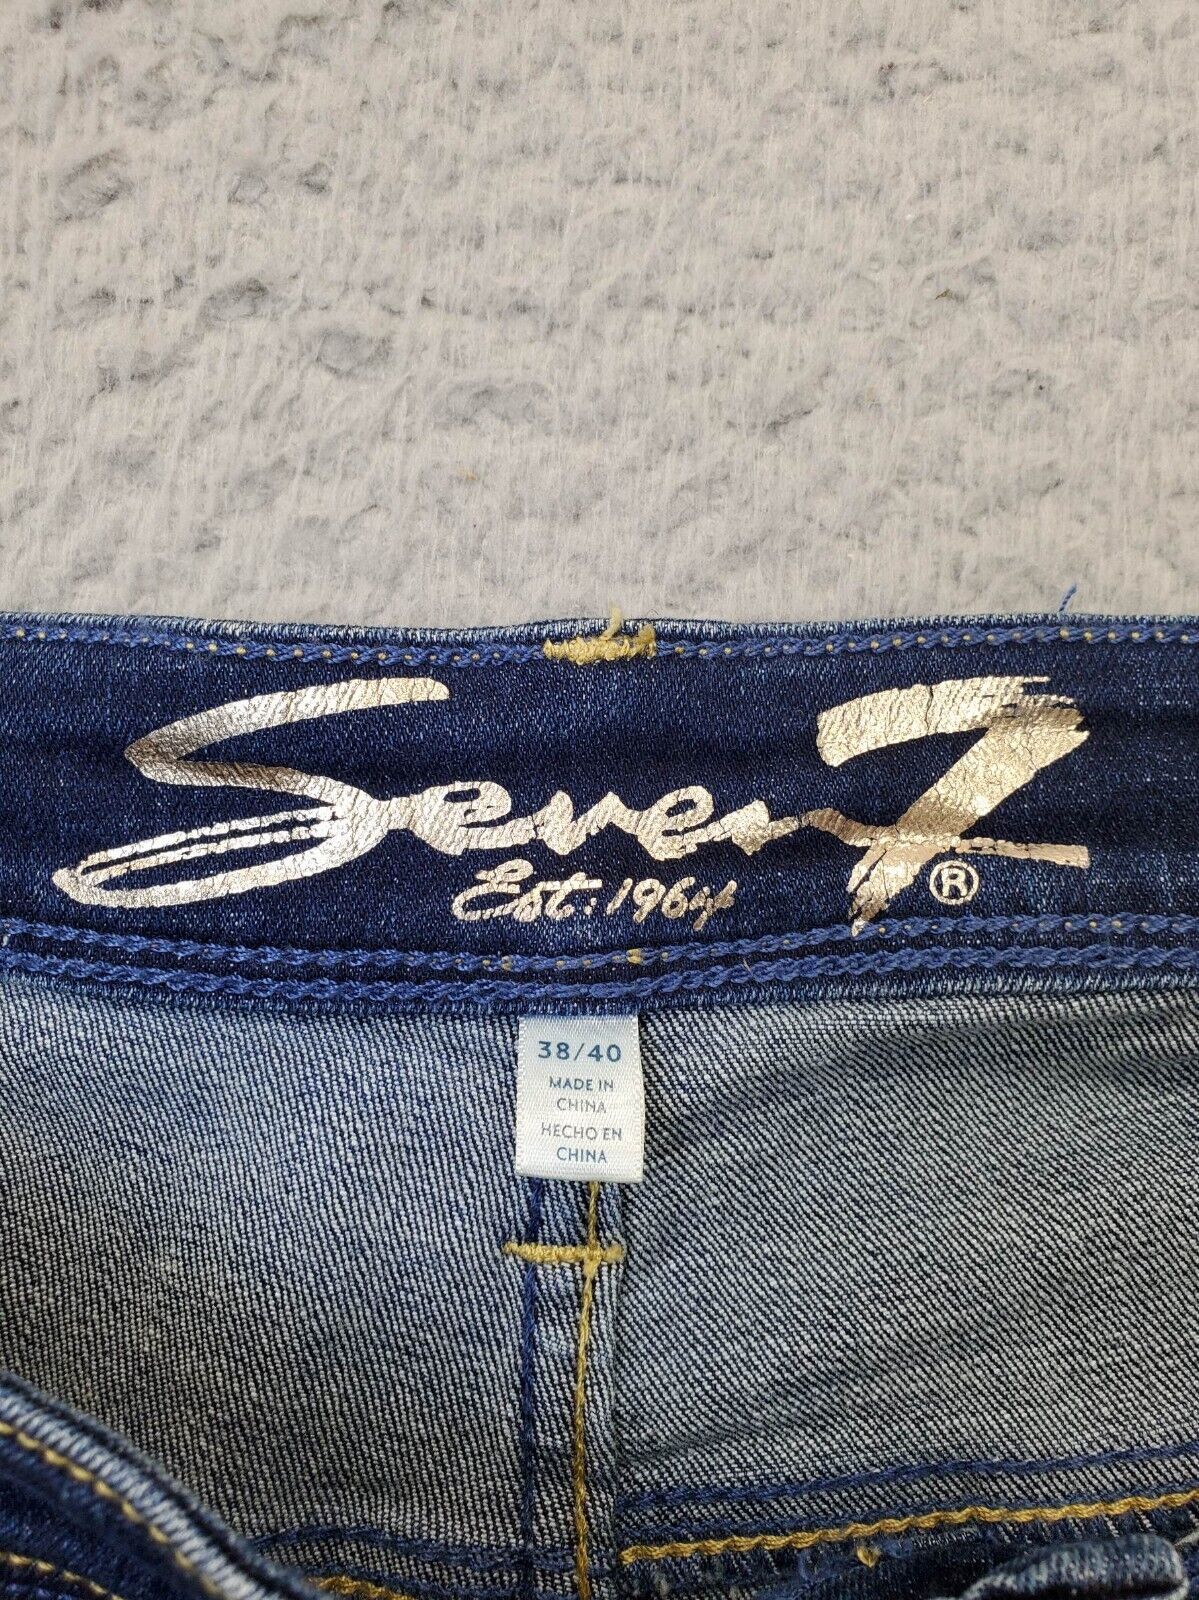 Seven7®
Est. 1964
38/40
MADE IN
CHINA
HECHO EN
CHINA